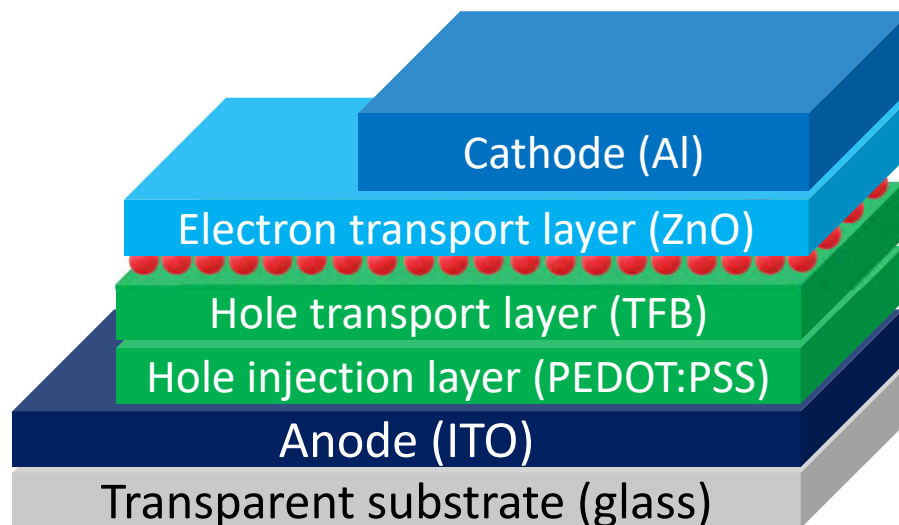 Cathode (Al)
Electron transport layer (ZnO)
Hole transport layer (TFB)
Hole injection layer (PEDOT:PSS)
Anode (ITO)
Transparent substrate (glass)